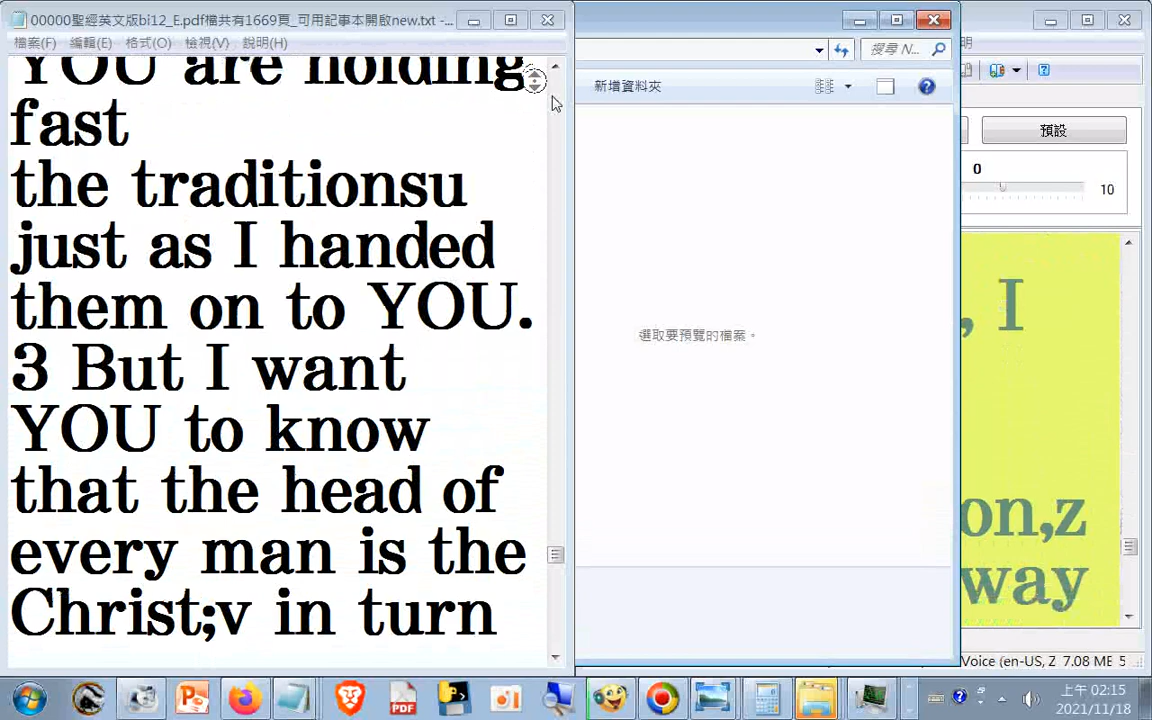 00000聖經英文版bi12_E.pdf檔共有1669頁_可用記事本開啟new.txt -...
檔案(F) 編輯(E) 格式(O) 檢視(V) 說明(H)
YOU are holding
fast
the traditionsu
just as I handed
them on to YOU.
3 But I want
YOU to know
that the head of
every man is the
Christ;v in turn
搜尋 N...
新增資料夾
選取要預覽的檔案。
明
預設
0
10
, I
on,z
way
Voice (en-US, Z 7.08 MB 5
PDF
上午 02:15
2021/11/18